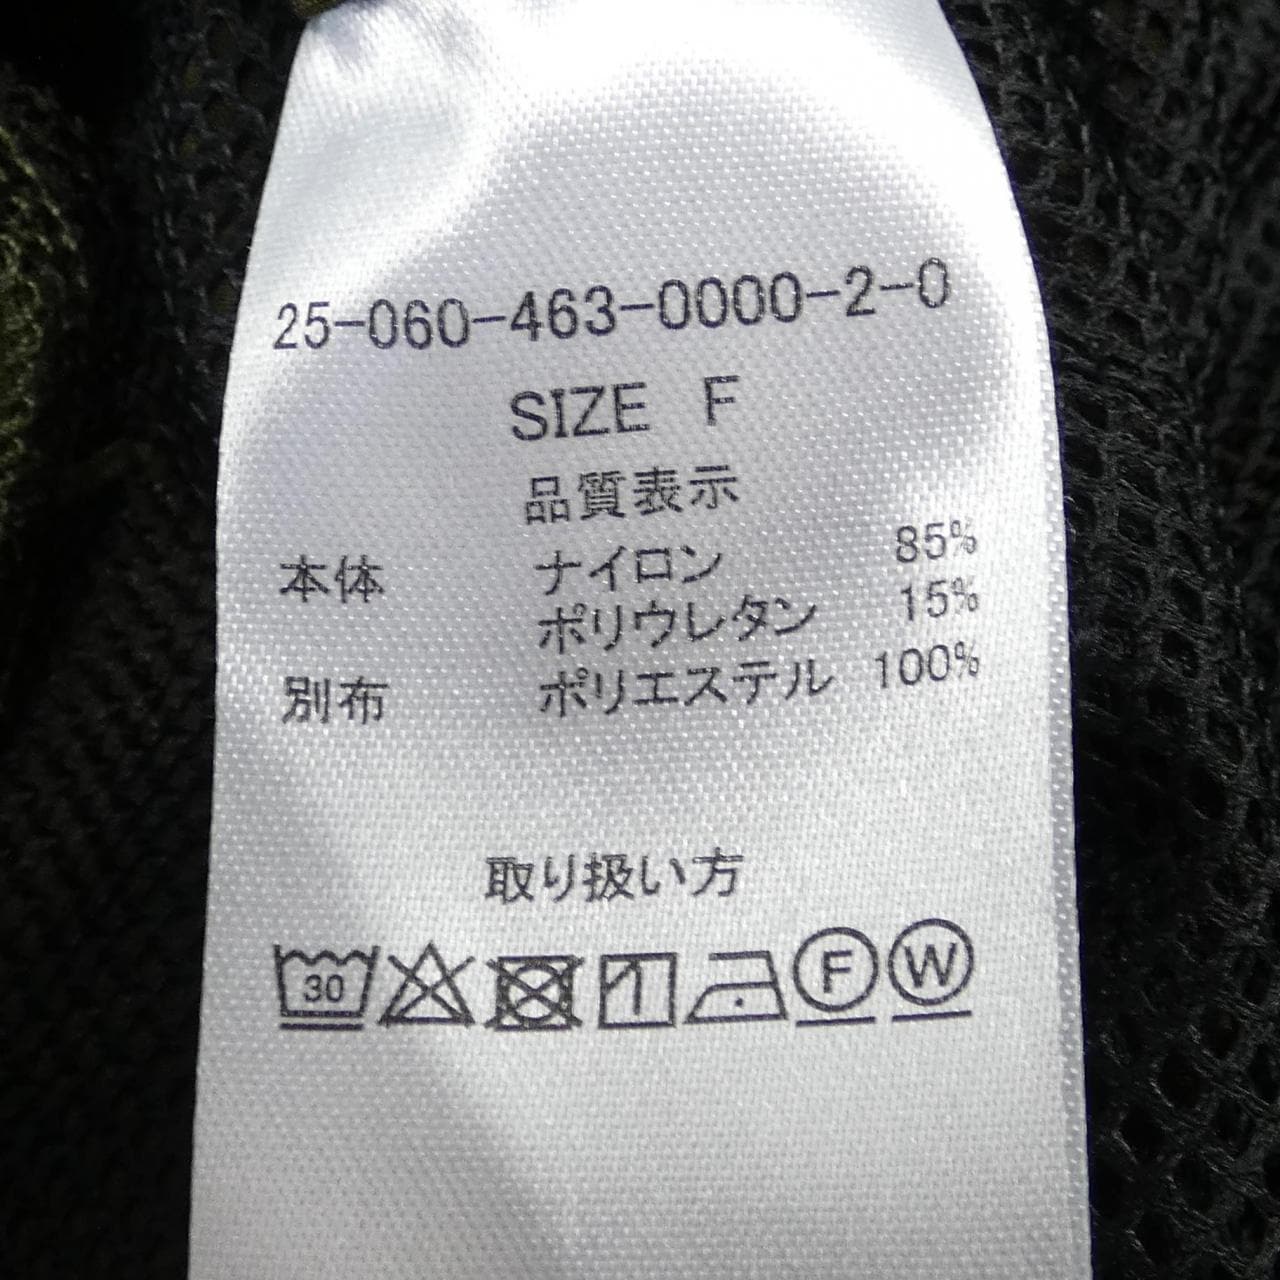 25-060-463-0000-2-0
SIZE F
品質表示
本体 ナイロン 85%
ポリウレタン 15%
別布 ポリエステル 100%
取り扱い方
30 F W